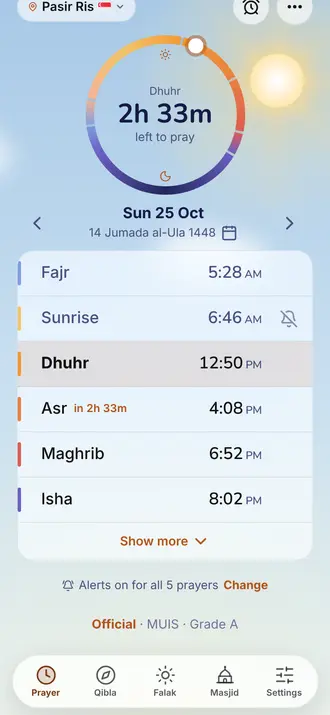 Pasir Ris 🇸🇬
Dhuhr
2h 33m
left to pray
Sun 25 Oct
14 Jumada al-Ula 1448
Fajr 5:28 AM
Sunrise 6:46 AM
Dhuhr 12:50 PM
Asr in 2h 33m 4:08 PM
Maghrib 6:52 PM
Isha 8:02 PM
Show more
Alerts on for all 5 prayers Change
Official · MUIS · Grade A
Prayer Qibla Falak Masjid Settings